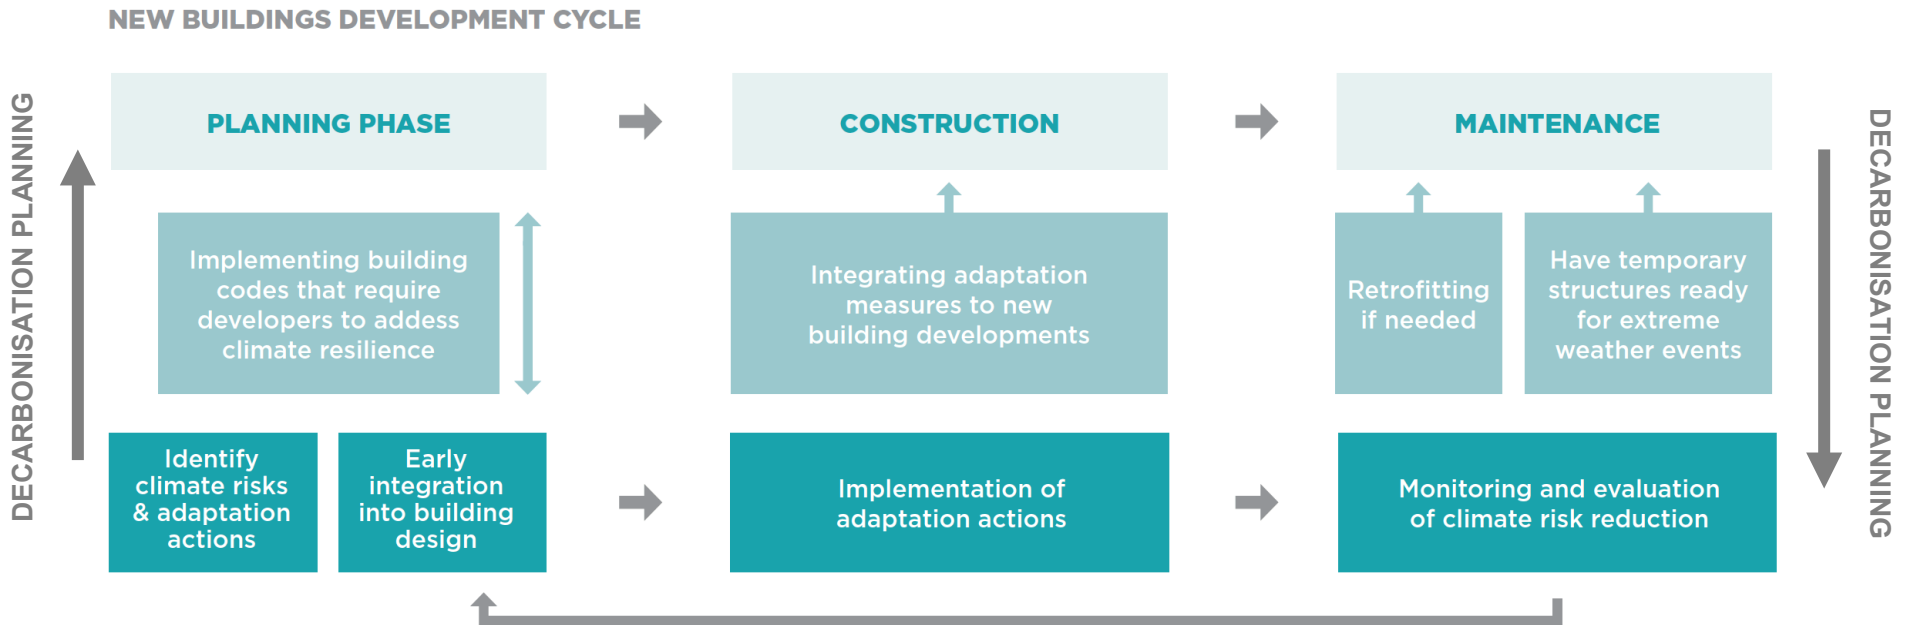 NEW BUILDINGS DEVELOPMENT CYCLE
DECARBONISATION PLANNING
PLANNING PHASE
CONSTRUCTION
MAINTENANCE
DECARBONISATION PLANNING
Implementing building
codes that require
developers to addess
climate resilience
Integrating adaptation
measures to new
building developments
Retrofitting
if needed
Have temporary
structures ready
for extreme
weather events
Identify
climate risks
& adaptation
actions
Early
integration
into building
design
Implementation of
adaptation actions
Monitoring and evaluation
of climate risk reduction